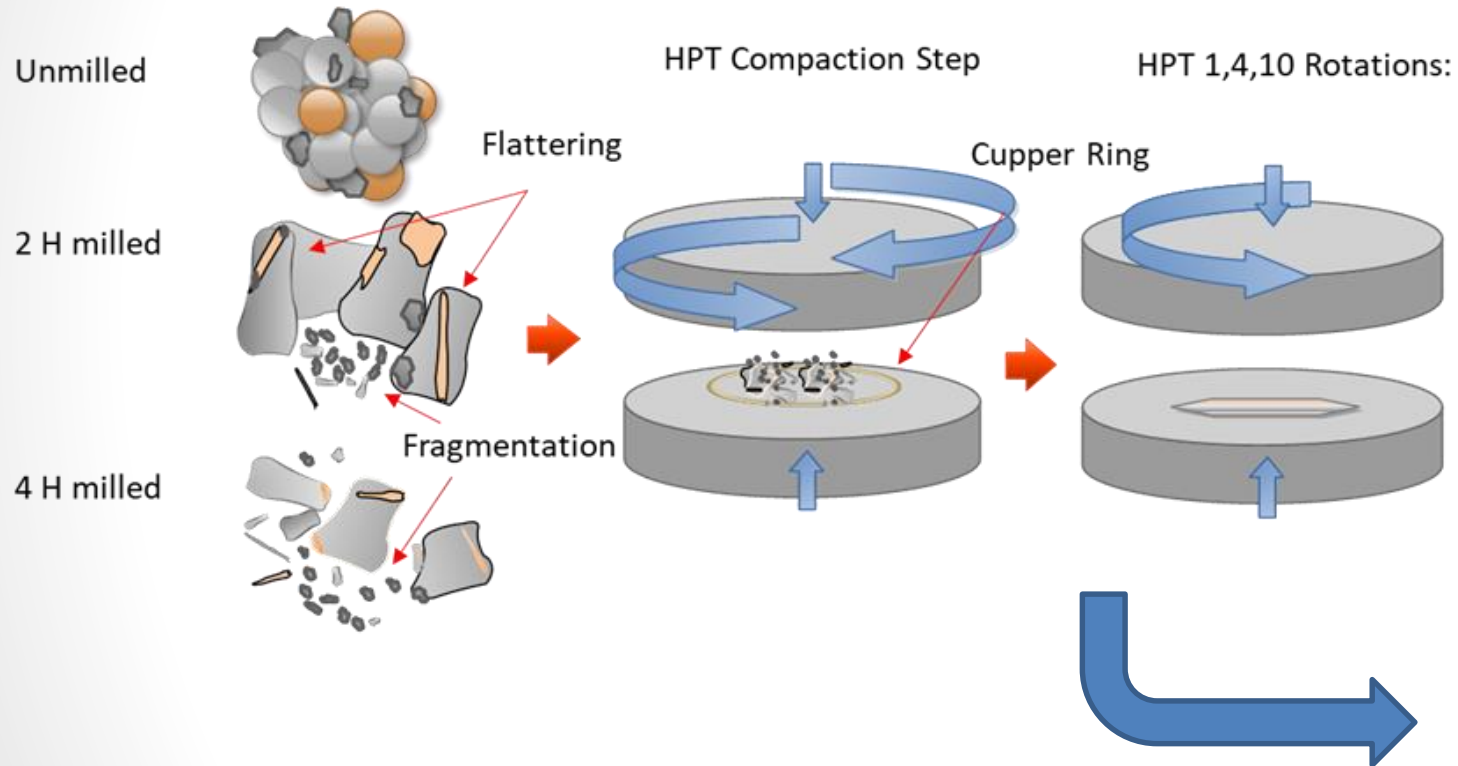 Unmilled
HPT Compaction Step
HPT 1,4,10 Rotations:
Flattering
Cupper Ring
2 H milled
Fragmentation
4 H milled